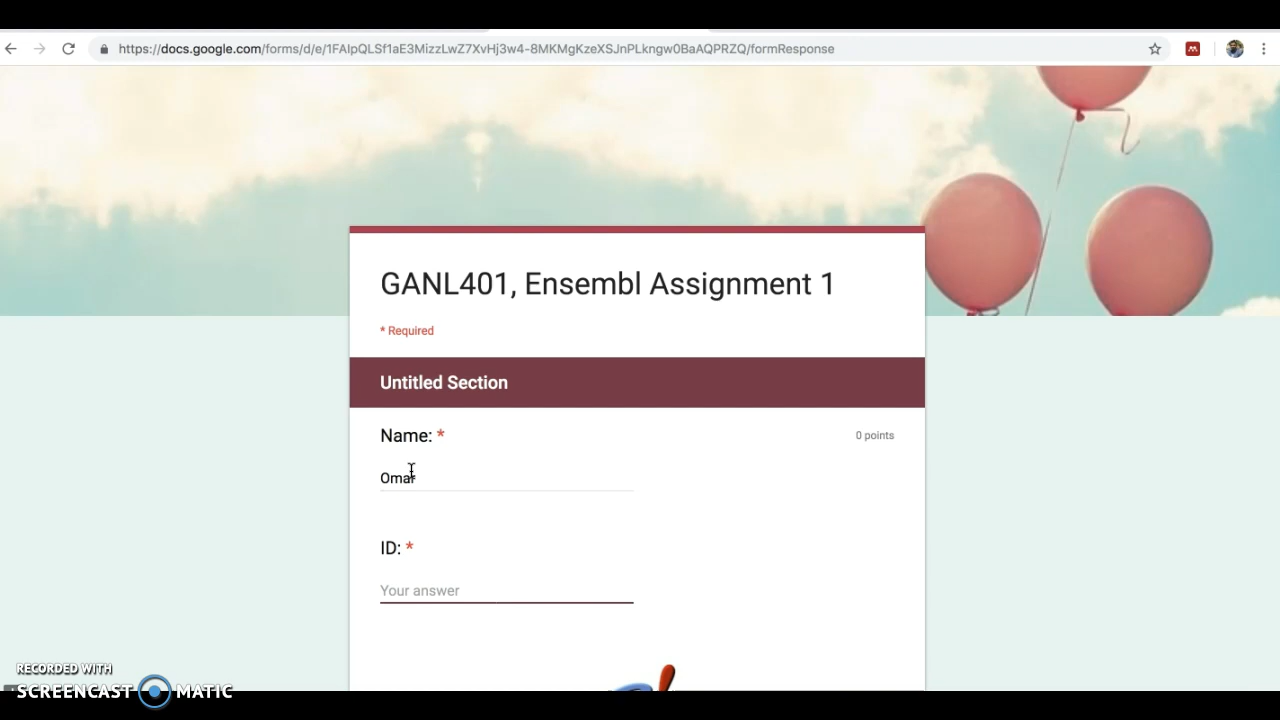 https://docs.google.com/forms/d/e/1FAIpQLSf1aE3MizzLwZ7XvHj3w4-8MKMgKzeXSJnPLkngw0BaAQPRZQ/formResponse
GANL401, Ensembl Assignment 1
* Required
Untitled Section
Name: *
0 points
Omar
ID: *
Your answer
RECORDED WITH
SCREENCAST MATIC